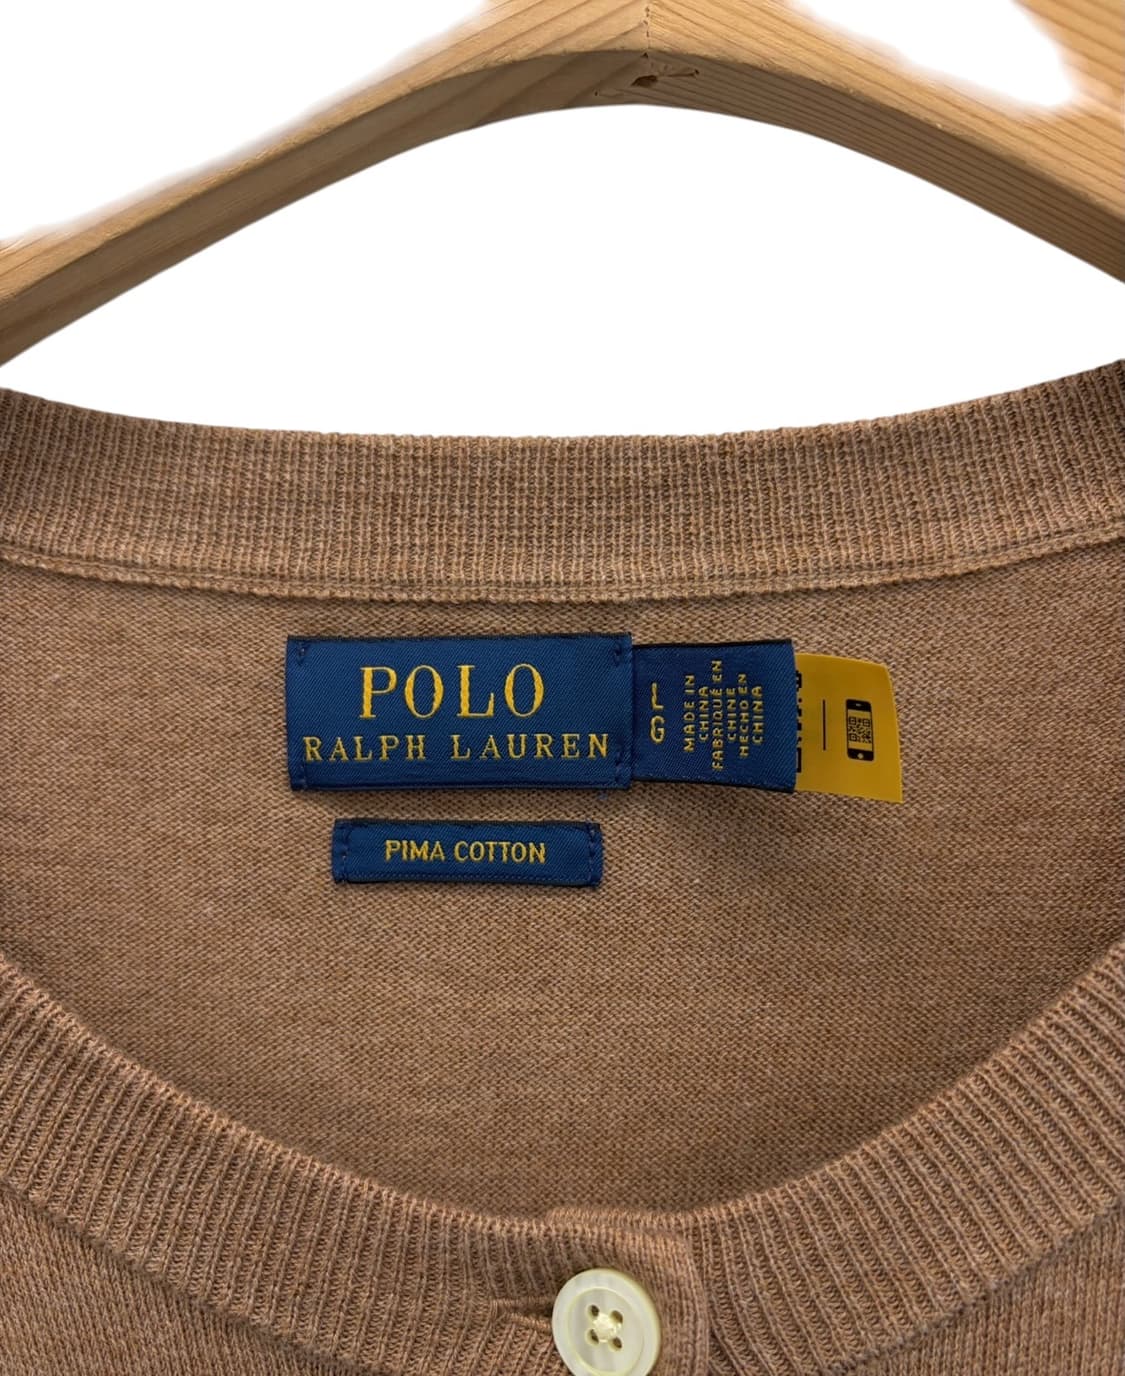 POLO
RALPH LAUREN
L
G
MADE IN
CHINA
FABRIQUÉ EN
CHINE
HECHO EN
CHINA
PIMA COTTON